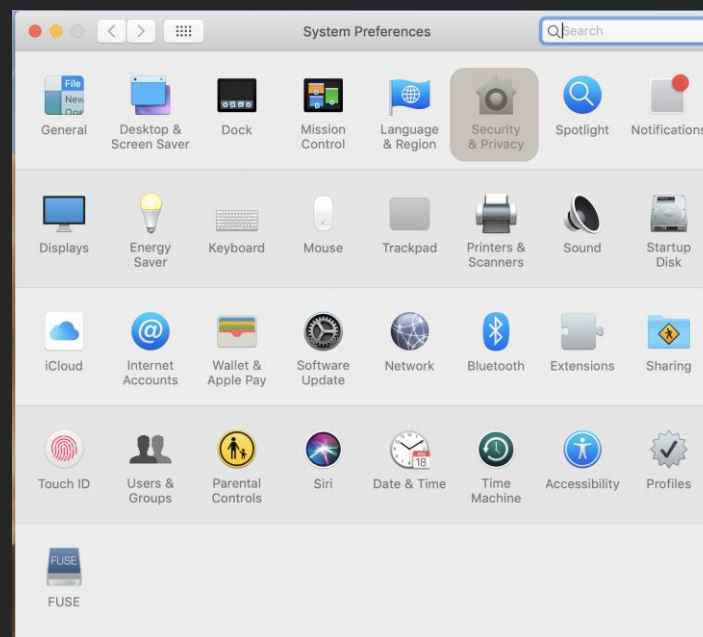 System Preferences
Search
File
New
General
Desktop &
Screen Saver
Dock
Mission
Control
Language
& Region
Security
& Privacy
Spotlight
Notifications
Displays
Energy
Saver
Keyboard
Mouse
Trackpad
Printers &
Scanners
Sound
Startup
Disk
iCloud
@
Internet
Accounts
Wallet &
Apple Pay
Software
Update
Network
Bluetooth
Extensions
Sharing
Touch ID
Users &
Groups
Parental
Controls
Siri
18
Date & Time
Time
Machine
Accessibility
Profiles
FUSE
FUSE